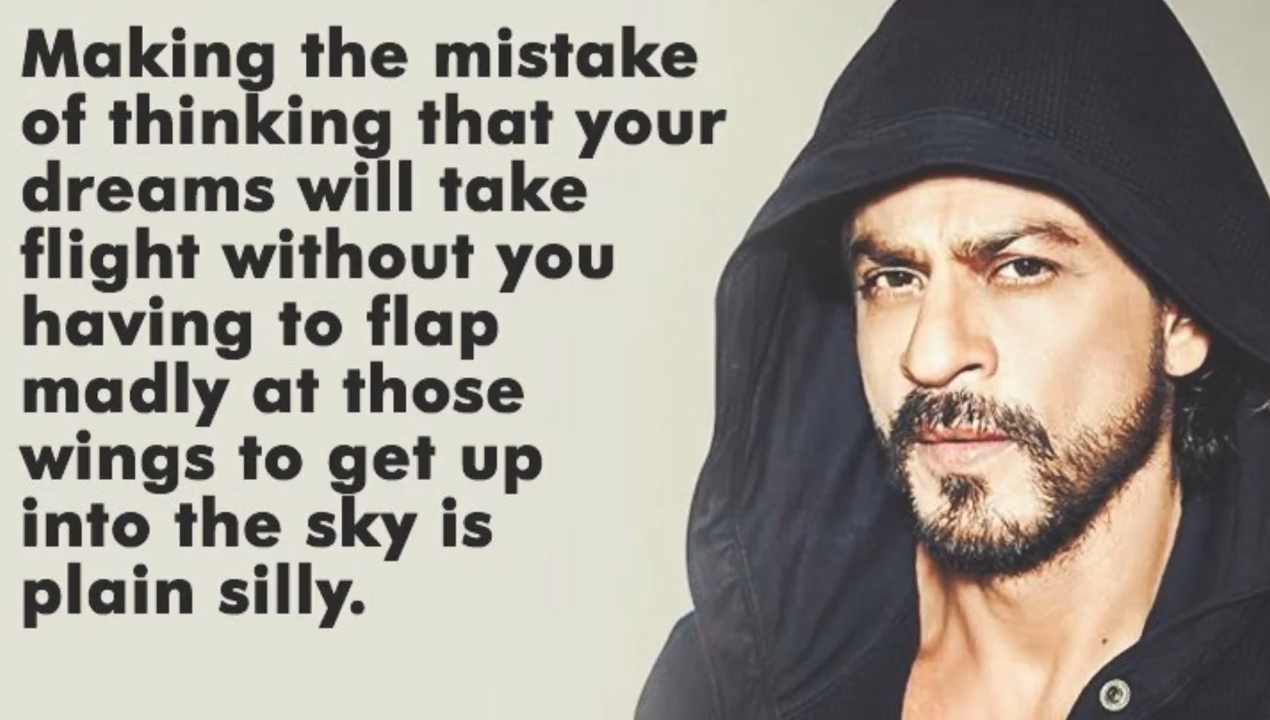 Making the mistake
of thinking that your
dreams will take
flight without you
having to flap
madly at those
wings to get up
into the sky is
plain silly.